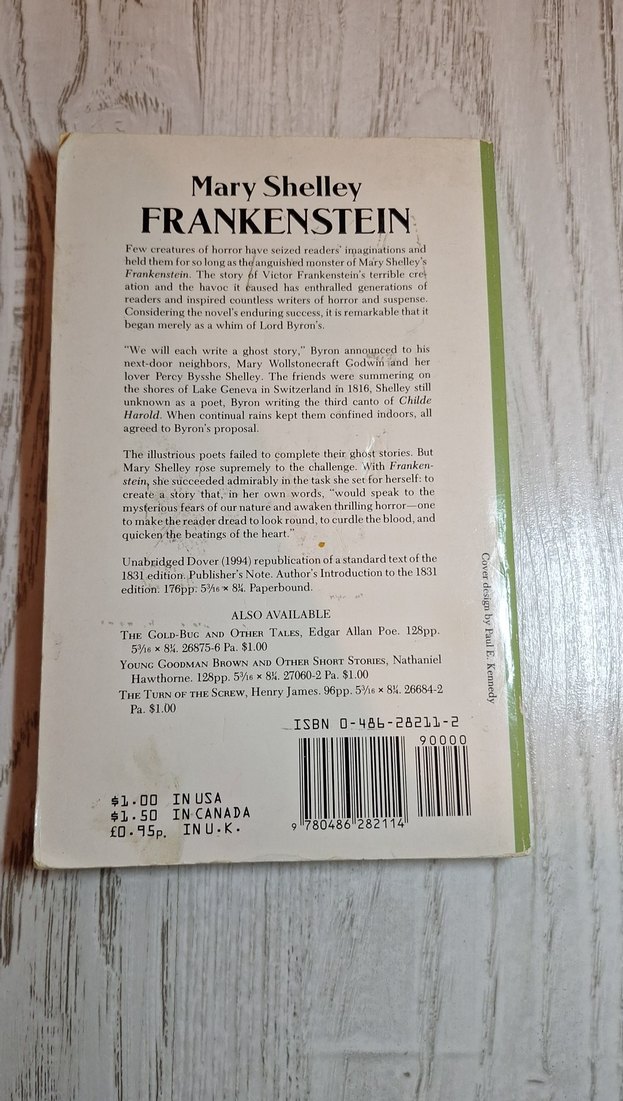 Mary Shelley
FRANKENSTEIN
Few creatures of horror have seized readers' imaginations and
held them for so long as the anguished monster of Mary Shelley's
Frankenstein. The story of Victor Frankenstein's terrible cre-
ation and the havoc it caused has enthralled generations of
readers and inspired countless writers of horror and suspense.
Considering the novel's enduring success, it is remarkable that it
began merely as a whim of Lord Byron's.
"We will each write a ghost story," Byron announced to his
next-door neighbors, Mary Wollstonecraft Godwin and her
lover Percy Bysshe Shelley. The friends were summering on
the shores of Lake Geneva in Switzerland in 1816, Shelley still
unknown as a poet, Byron writing the third canto of Childe
Harold. When continual rains kept them confined indoors, all
agreed to Byron's proposal.
The illustrious poets failed to complete their ghost stories. But
Mary Shelley rose supremely to the challenge. With Franken-
stein, she succeeded admirably in the task she set for herself: to
create a story that, in her own words, "would speak to the
mysterious fears of our nature and awaken thrilling horror—one
to make the reader dread to look round, to curdle the blood, and
quicken the beatings of the heart."
Unabridged Dover (1994) republication of a standard text of the
1831 edition. Publisher's Note. Author's Introduction to the 1831
edition. 176pp. 5³⁄₁₆ × 8¼. Paperbound.
ALSO AVAILABLE
THE GOLD-BUG AND OTHER TALES, Edgar Allan Poe. 128pp.
5³⁄₁₆ × 8¼. 26875-6 Pa. $1.00
YOUNG GOODMAN BROWN AND OTHER SHORT STORIES, Nathaniel
Hawthorne. 128pp. 5³⁄₁₆ × 8¼. 27060-2 Pa. $1.00
THE TURN OF THE SCREW, Henry James. 96pp. 5³⁄₁₆ × 8¼. 26684-2
Pa. $1.00
Cover design by Paul E. Kennedy
ISBN 0-486-28211-2
90000
9 780486 282114
$1.00 IN USA
$1.50 IN CANADA
£0.95p. IN U.K.